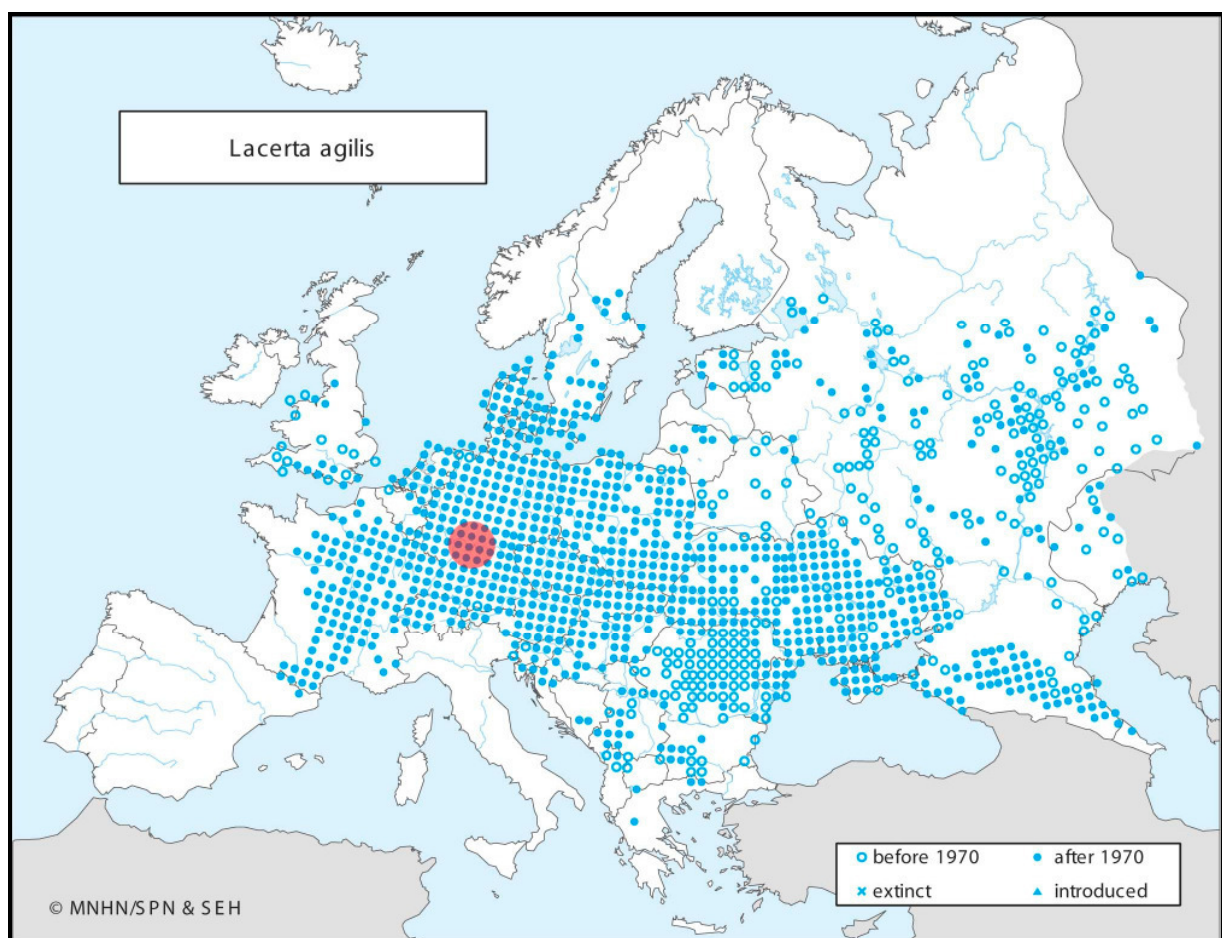 Lacerta agilis
before 1970
after 1970
extinct
introduced
© MNHN/SPN & SEH